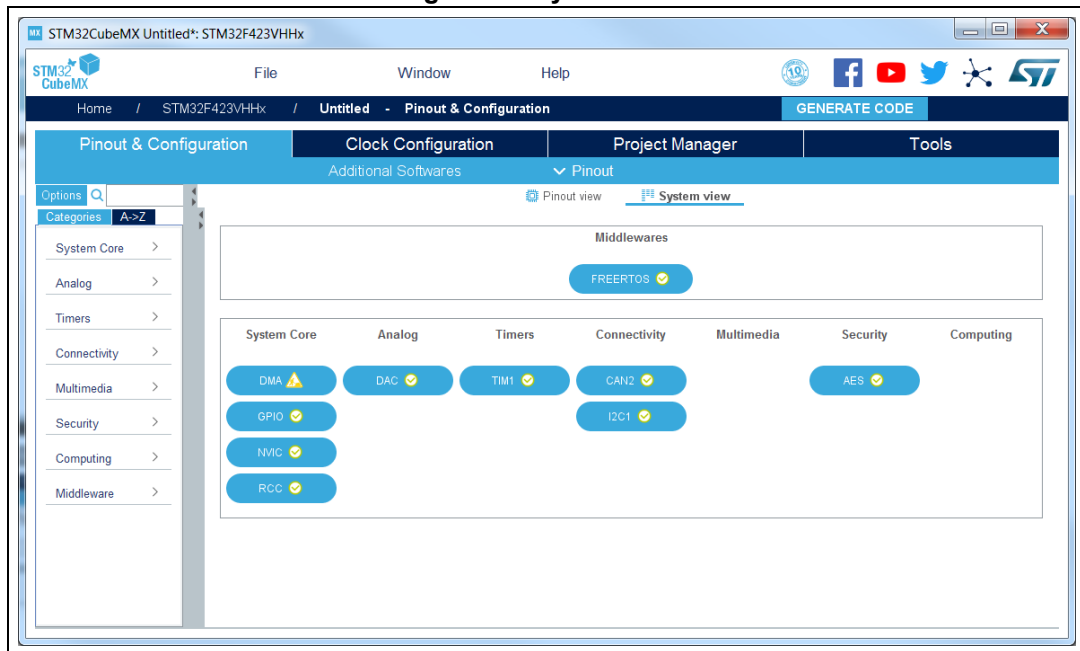 MX STM32CubeMX Untitled*: STM32F423VHHx
STM32 CubeMX File Window Help 10 ST
Home / STM32F423VHHx / Untitled - Pinout & Configuration GENERATE CODE
Pinout & Configuration Clock Configuration Project Manager Tools
Additional Softwares Pinout
Options Pinout view System view
Categories A->Z
Middlewares
FREERTOS
System Core
Analog
Timers
Connectivity
Multimedia
Security
Computing
Middleware
System Core Analog Timers Connectivity Multimedia Security Computing
DMA DAC TIM1 CAN2 AES
GPIO I2C1
NVIC
RCC